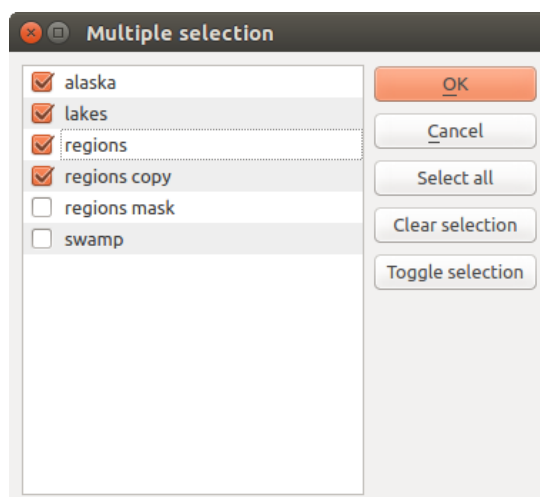 Multiple selection
alaska
lakes
regions
regions copy
regions mask
swamp
OK
Cancel
Select all
Clear selection
Toggle selection